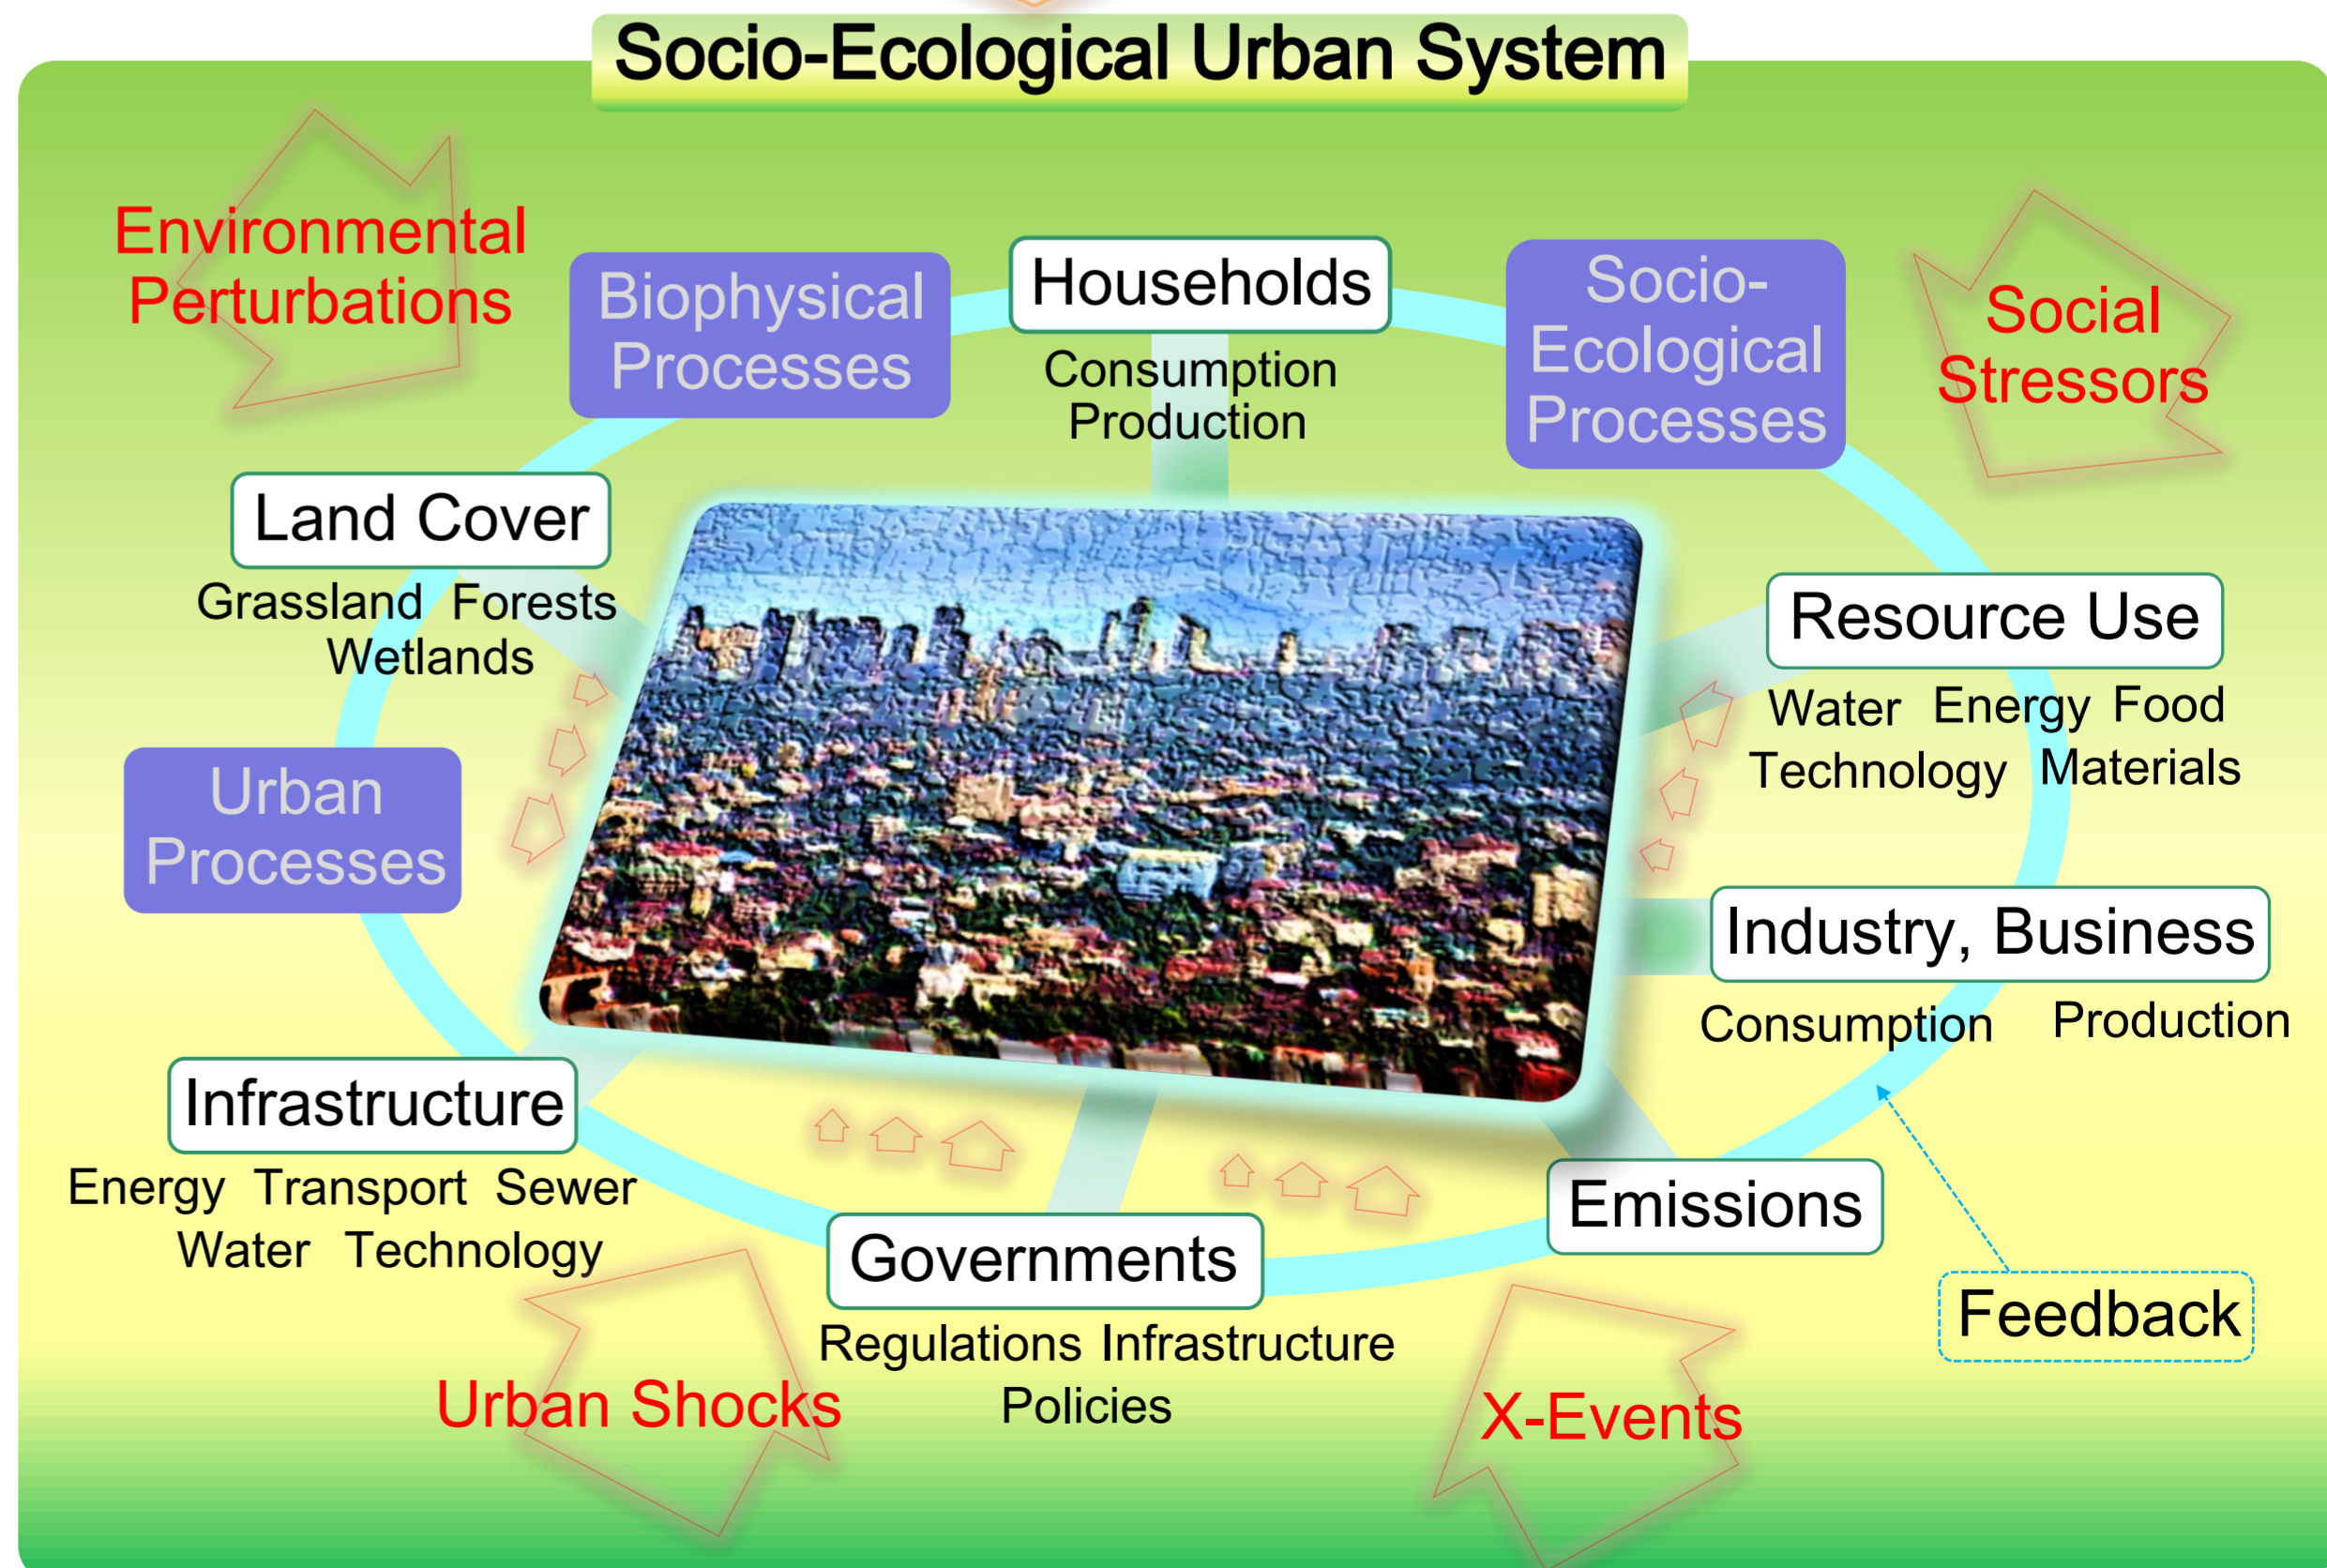 Socio-Ecological Urban System
Environmental
Perturbations
Biophysical
Processes
Households
Consumption
Production
Socio-
Ecological
Processes
Social
Stressors
Land Cover
Grassland Forests
Wetlands
Resource Use
Water Energy Food
Technology Materials
Urban
Processes
Industry, Business
Consumption Production
Infrastructure
Energy Transport Sewer
Water Technology
Governments
Regulations Infrastructure
Policies
Emissions
Feedback
Urban Shocks
X-Events